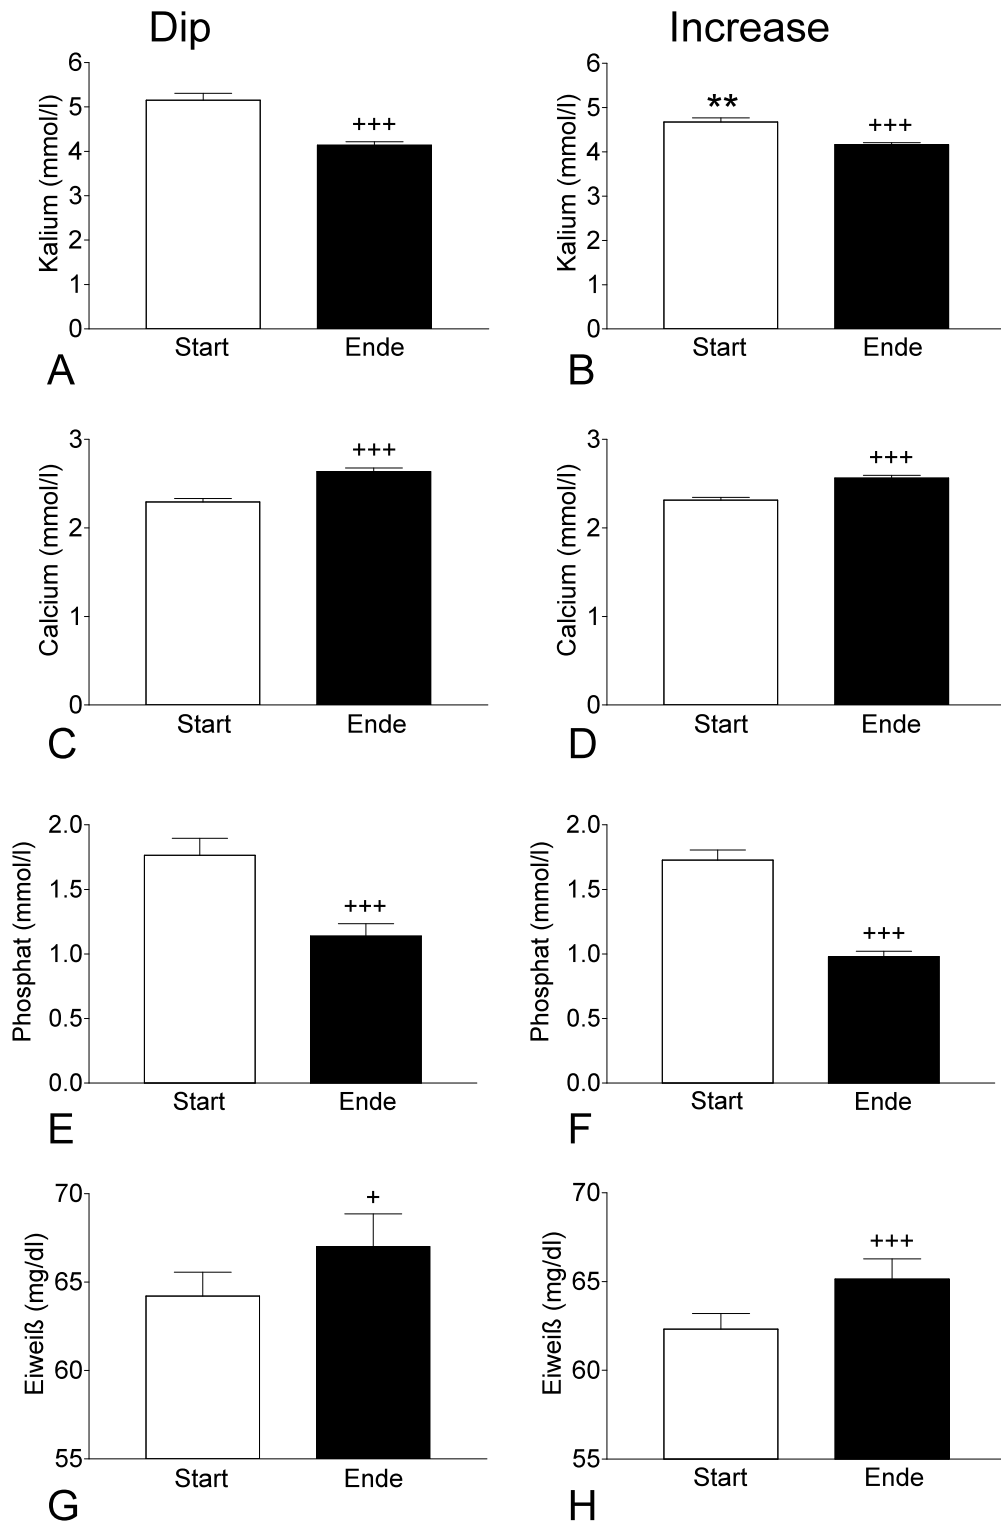 Dip
Increase
6
5
4
3
2
1
0
Kalium (mmol/l)
+++
Start
Ende
A
6
5
4
3
2
1
0
Kalium (mmol/l)
**
+++
Start
Ende
B
3
2
1
0
Calcium (mmol/l)
+++
Start
Ende
C
3
2
1
0
Calcium (mmol/l)
+++
Start
Ende
D
2.0
1.5
1.0
0.5
0.0
Phosphat (mmol/l)
+++
Start
Ende
E
2.0
1.5
1.0
0.5
0.0
Phosphat (mmol/l)
+++
Start
Ende
F
70
65
60
55
Eiweiß (mg/dl)
+
Start
Ende
G
70
65
60
55
Eiweiß (mg/dl)
+++
Start
Ende
H